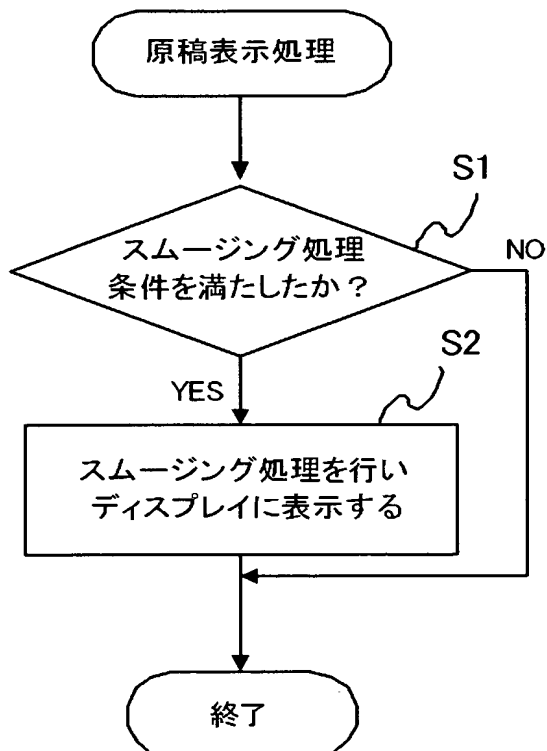 原稿表示処理
S1
スムージング処理
条件を満たしたか？
NO
S2
YES
スムージング処理を行い
ディスプレイに表示する
終了